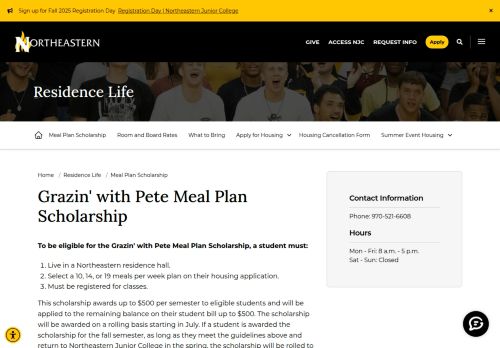 Sign up for Fall 2025 Registration Day Registration Day | Northeastern Junior College ×
NORTHEASTERN
GIVE ACCESS NJC REQUEST INFO Apply
Residence Life
Meal Plan Scholarship Room and Board Rates What to Bring Apply for Housing Housing Cancellation Form Summer Event Housing
Home / Residence Life / Meal Plan Scholarship
Grazin' with Pete Meal Plan
Scholarship
To be eligible for the Grazin' with Pete Meal Plan Scholarship, a student must:
1. Live in a Northeastern residence hall.
2. Select a 10, 14, or 19 meals per week plan on their housing application.
3. Must be registered for classes.
This scholarship awards up to $500 per semester to eligible students and will be
applied to the remaining balance on their student bill up to $500. The scholarship
will be awarded on a rolling basis starting in July. If a student is awarded the
scholarship for the fall semester, as long as they meet the guidelines above and
return to Northeastern Junior College in the spring, the scholarship will be rolled to
Contact Information
Phone: 970-521-6608
Hours
Mon - Fri: 8 a.m. - 5 p.m.
Sat - Sun: Closed